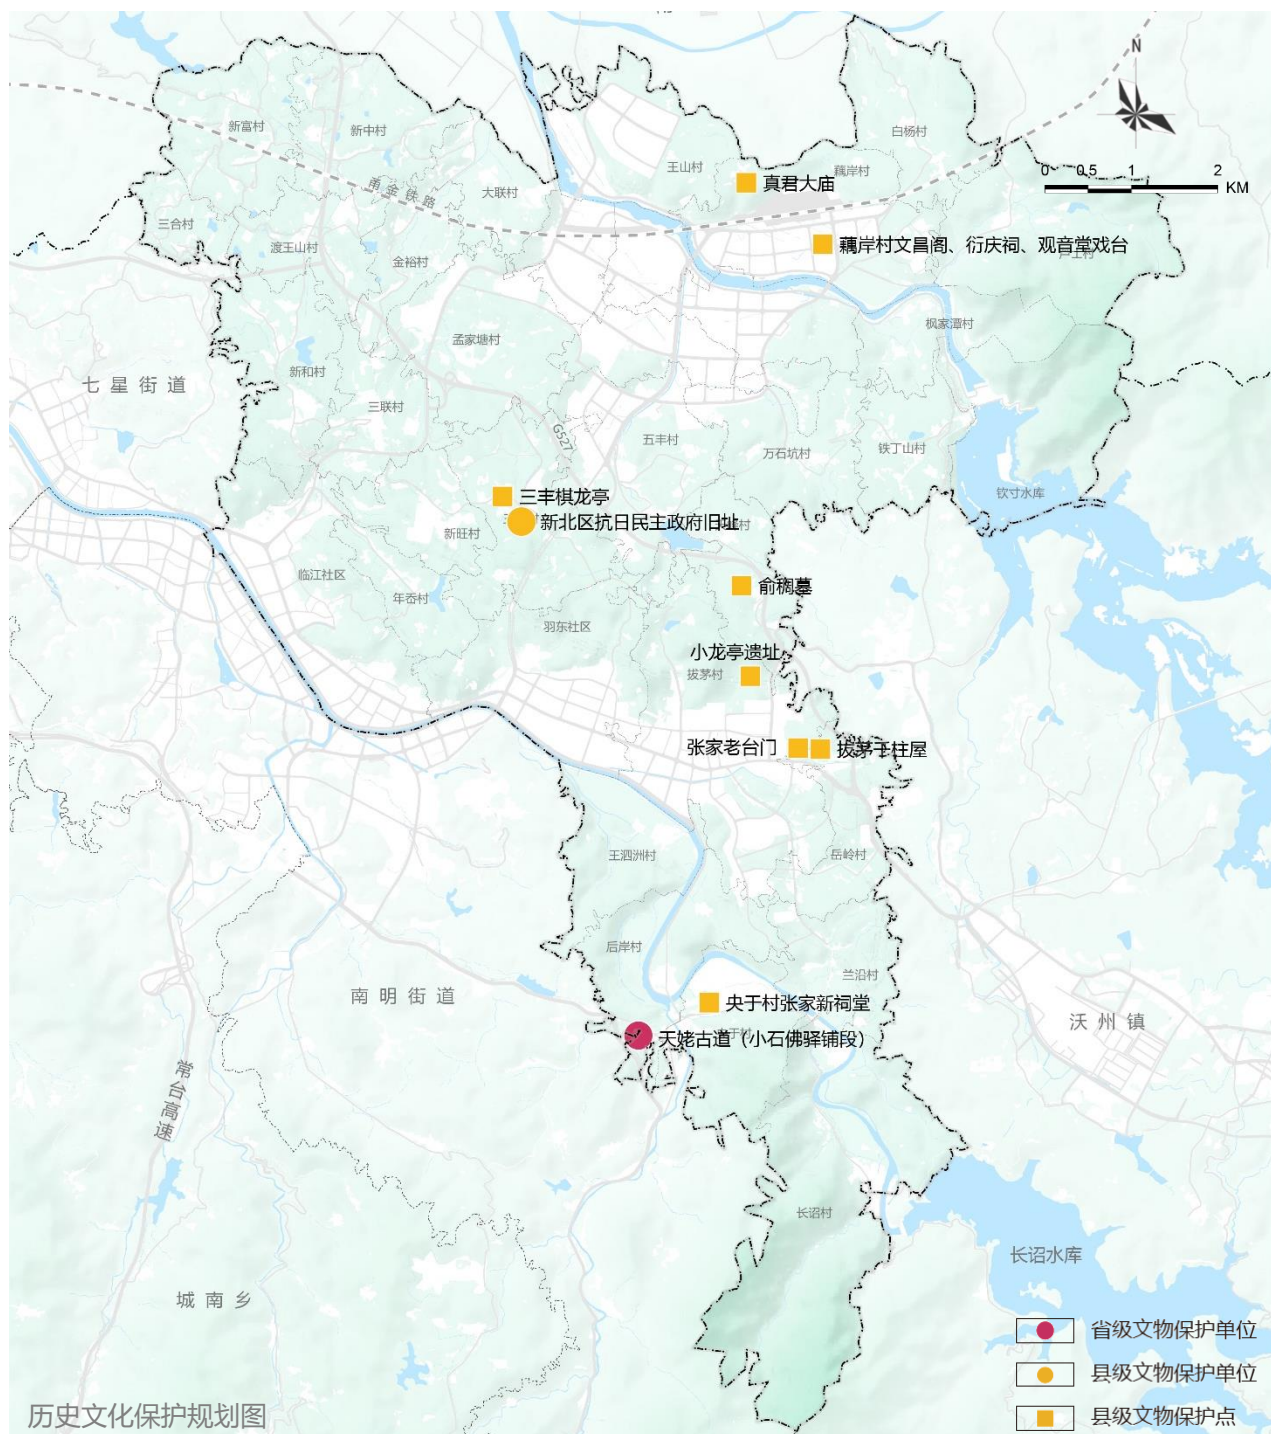 N
白杨村
新富村
新中村
王山村
藕岸村
0 0.5 1 2
KM
真君大庙
甬金铁路
大联村
三合村
藕岸村文昌阁、衍庆祠、观音堂戏台
渡王山村
金裕村
枫家潭村
孟家塘村
新和村
七星街道
三联村
G527
五丰村
万石坑村
铁丁山村
钦寸水库
三丰棋龙亭
新北区抗日民主政府旧址
新旺村
临江社区
俞稠墓
年岙村
羽东社区
小龙亭遗址
拔茅村
张家老台门
拔茅千柱屋
王泗洲村
岳岭村
后岸村
兰沿村
南明街道
央于村张家新祠堂
沃州镇
天姥古道（小石佛驿铺段）
常台高速
长诏村
长诏水库
城南乡
省级文物保护单位
县级文物保护单位
县级文物保护点
历史文化保护规划图